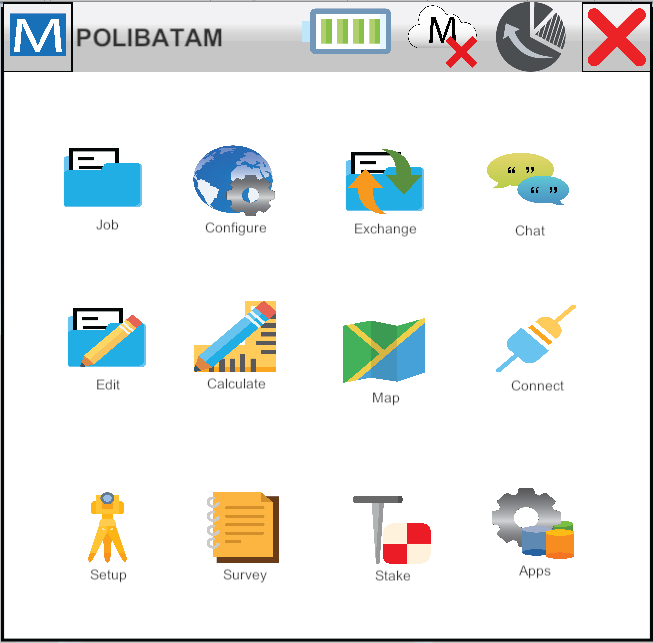 M POLIBATAM M
Job Configure Exchange Chat
Edit Calculate Map Connect
Setup Survey Stake Apps